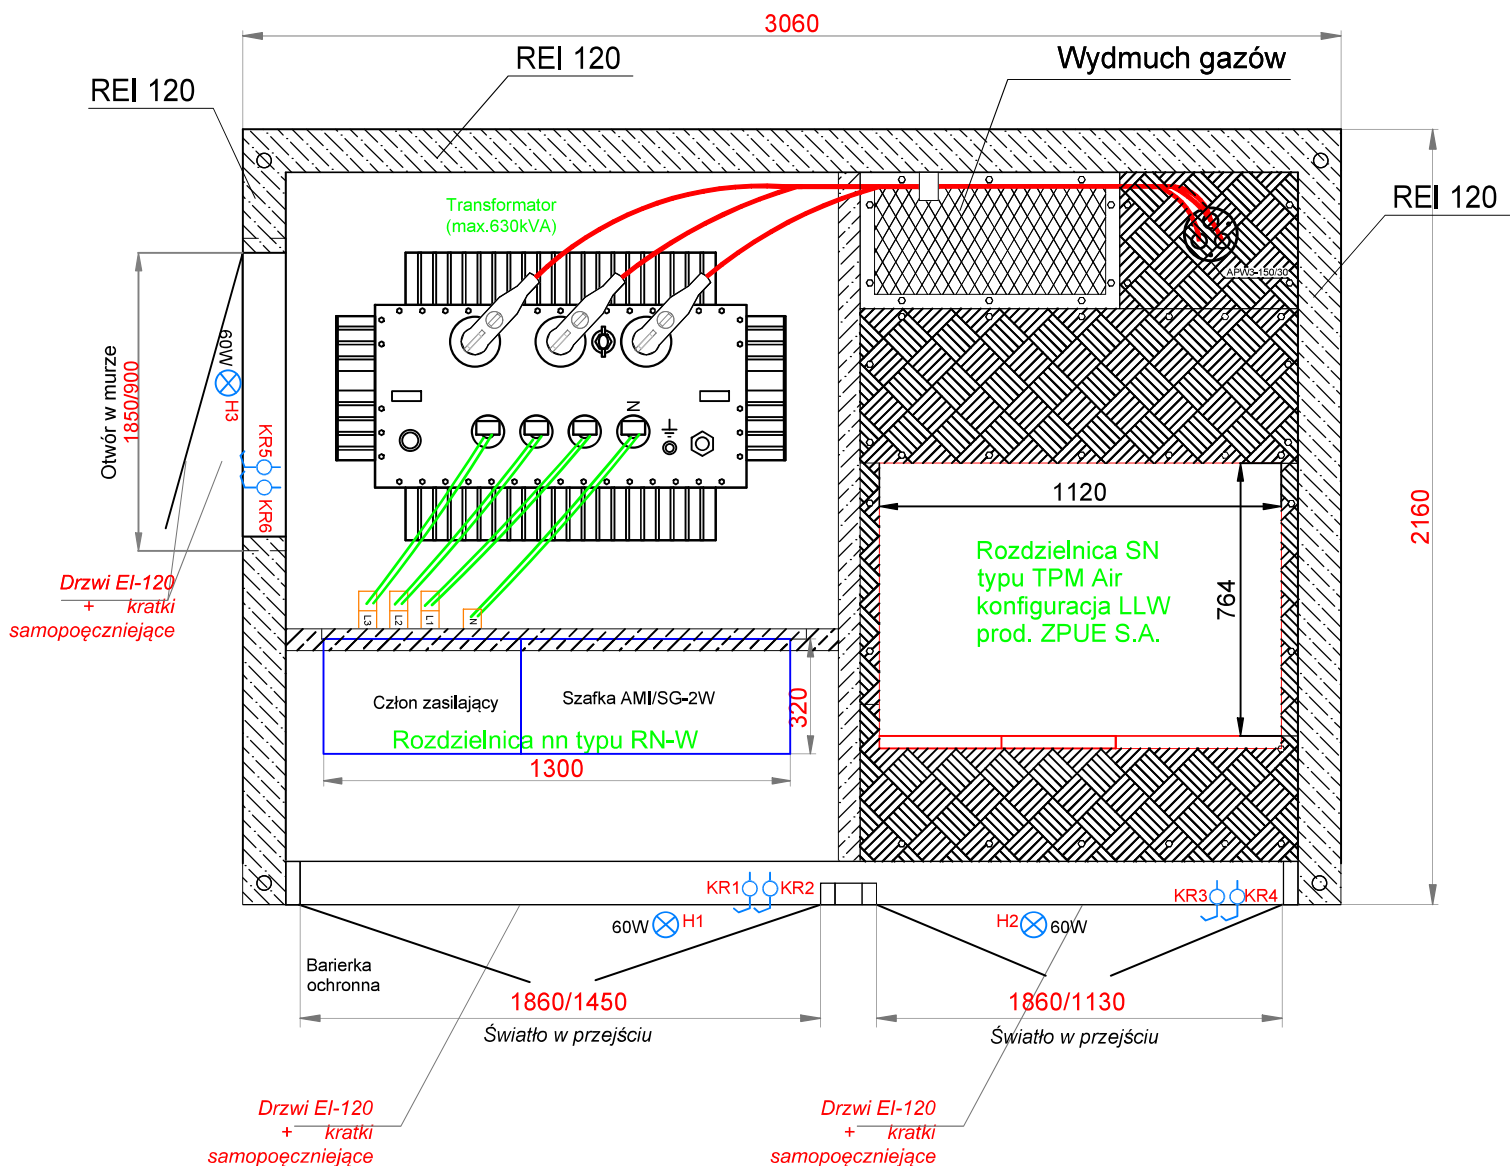 3060
REI 120
Wydmuch gazów
REI 120
REI 120
Transformator
(max.630kVA)
APW3-150/30
Otwór w murze
1850/900
60W
H3
KR5
KR6
N
2160
1120
764
Rozdzielnica SN
typu TPM Air
konfiguracja LLW
prod. ZPUE S.A.
Drzwi EI-120
+ kratki
samopoęczniejące
L3
L2
L1
N
Człon zasilający
Szafka AMI/SG-2W
320
Rozdzielnica nn typu RN-W
1300
KR1
KR2
KR3
KR4
60W
H1
H2
60W
Barierka
ochronna
1860/1450
Światło w przejściu
1860/1130
Światło w przejściu
Drzwi EI-120
+ kratki
samopoęczniejące
Drzwi EI-120
+ kratki
samopoęczniejące